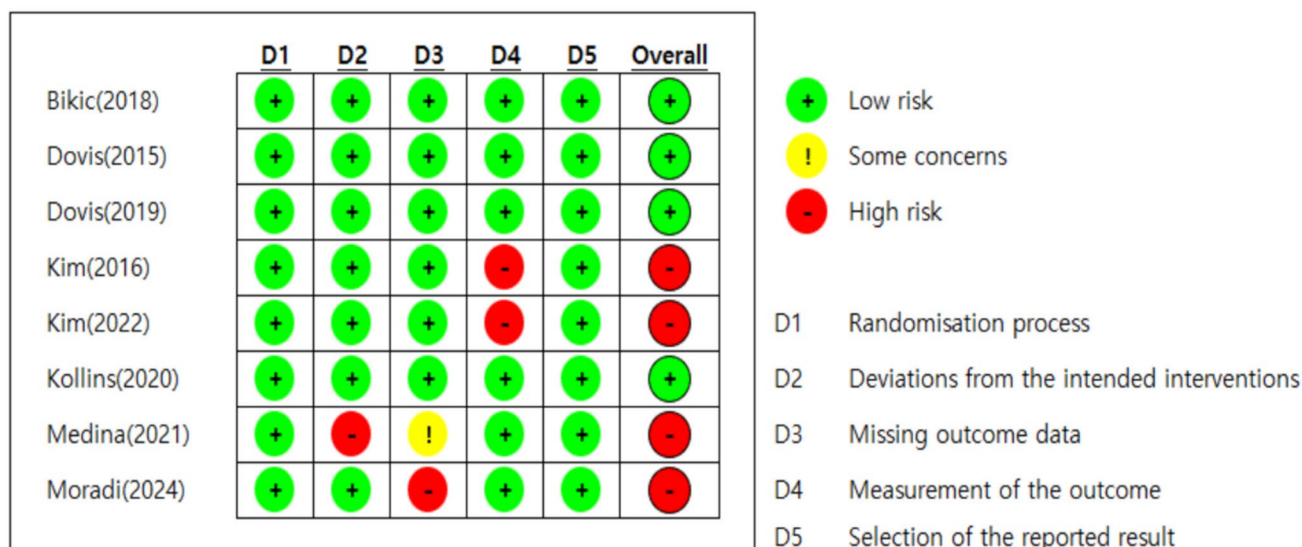 D1 D2 D3 D4 D5 Overall
Bikic(2018) + + + + + + + Low risk
Dovis(2015) + + + + + + ! Some concerns
Dovis(2019) + + + + + + - High risk
Kim(2016) + + + - + -
Kim(2022) + + + - + - D1 Randomisation process
Kollins(2020) + + + + + + D2 Deviations from the intended interventions
Medina(2021) + - ! + + - D3 Missing outcome data
Moradi(2024) + + - + + - D4 Measurement of the outcome
D5 Selection of the reported result